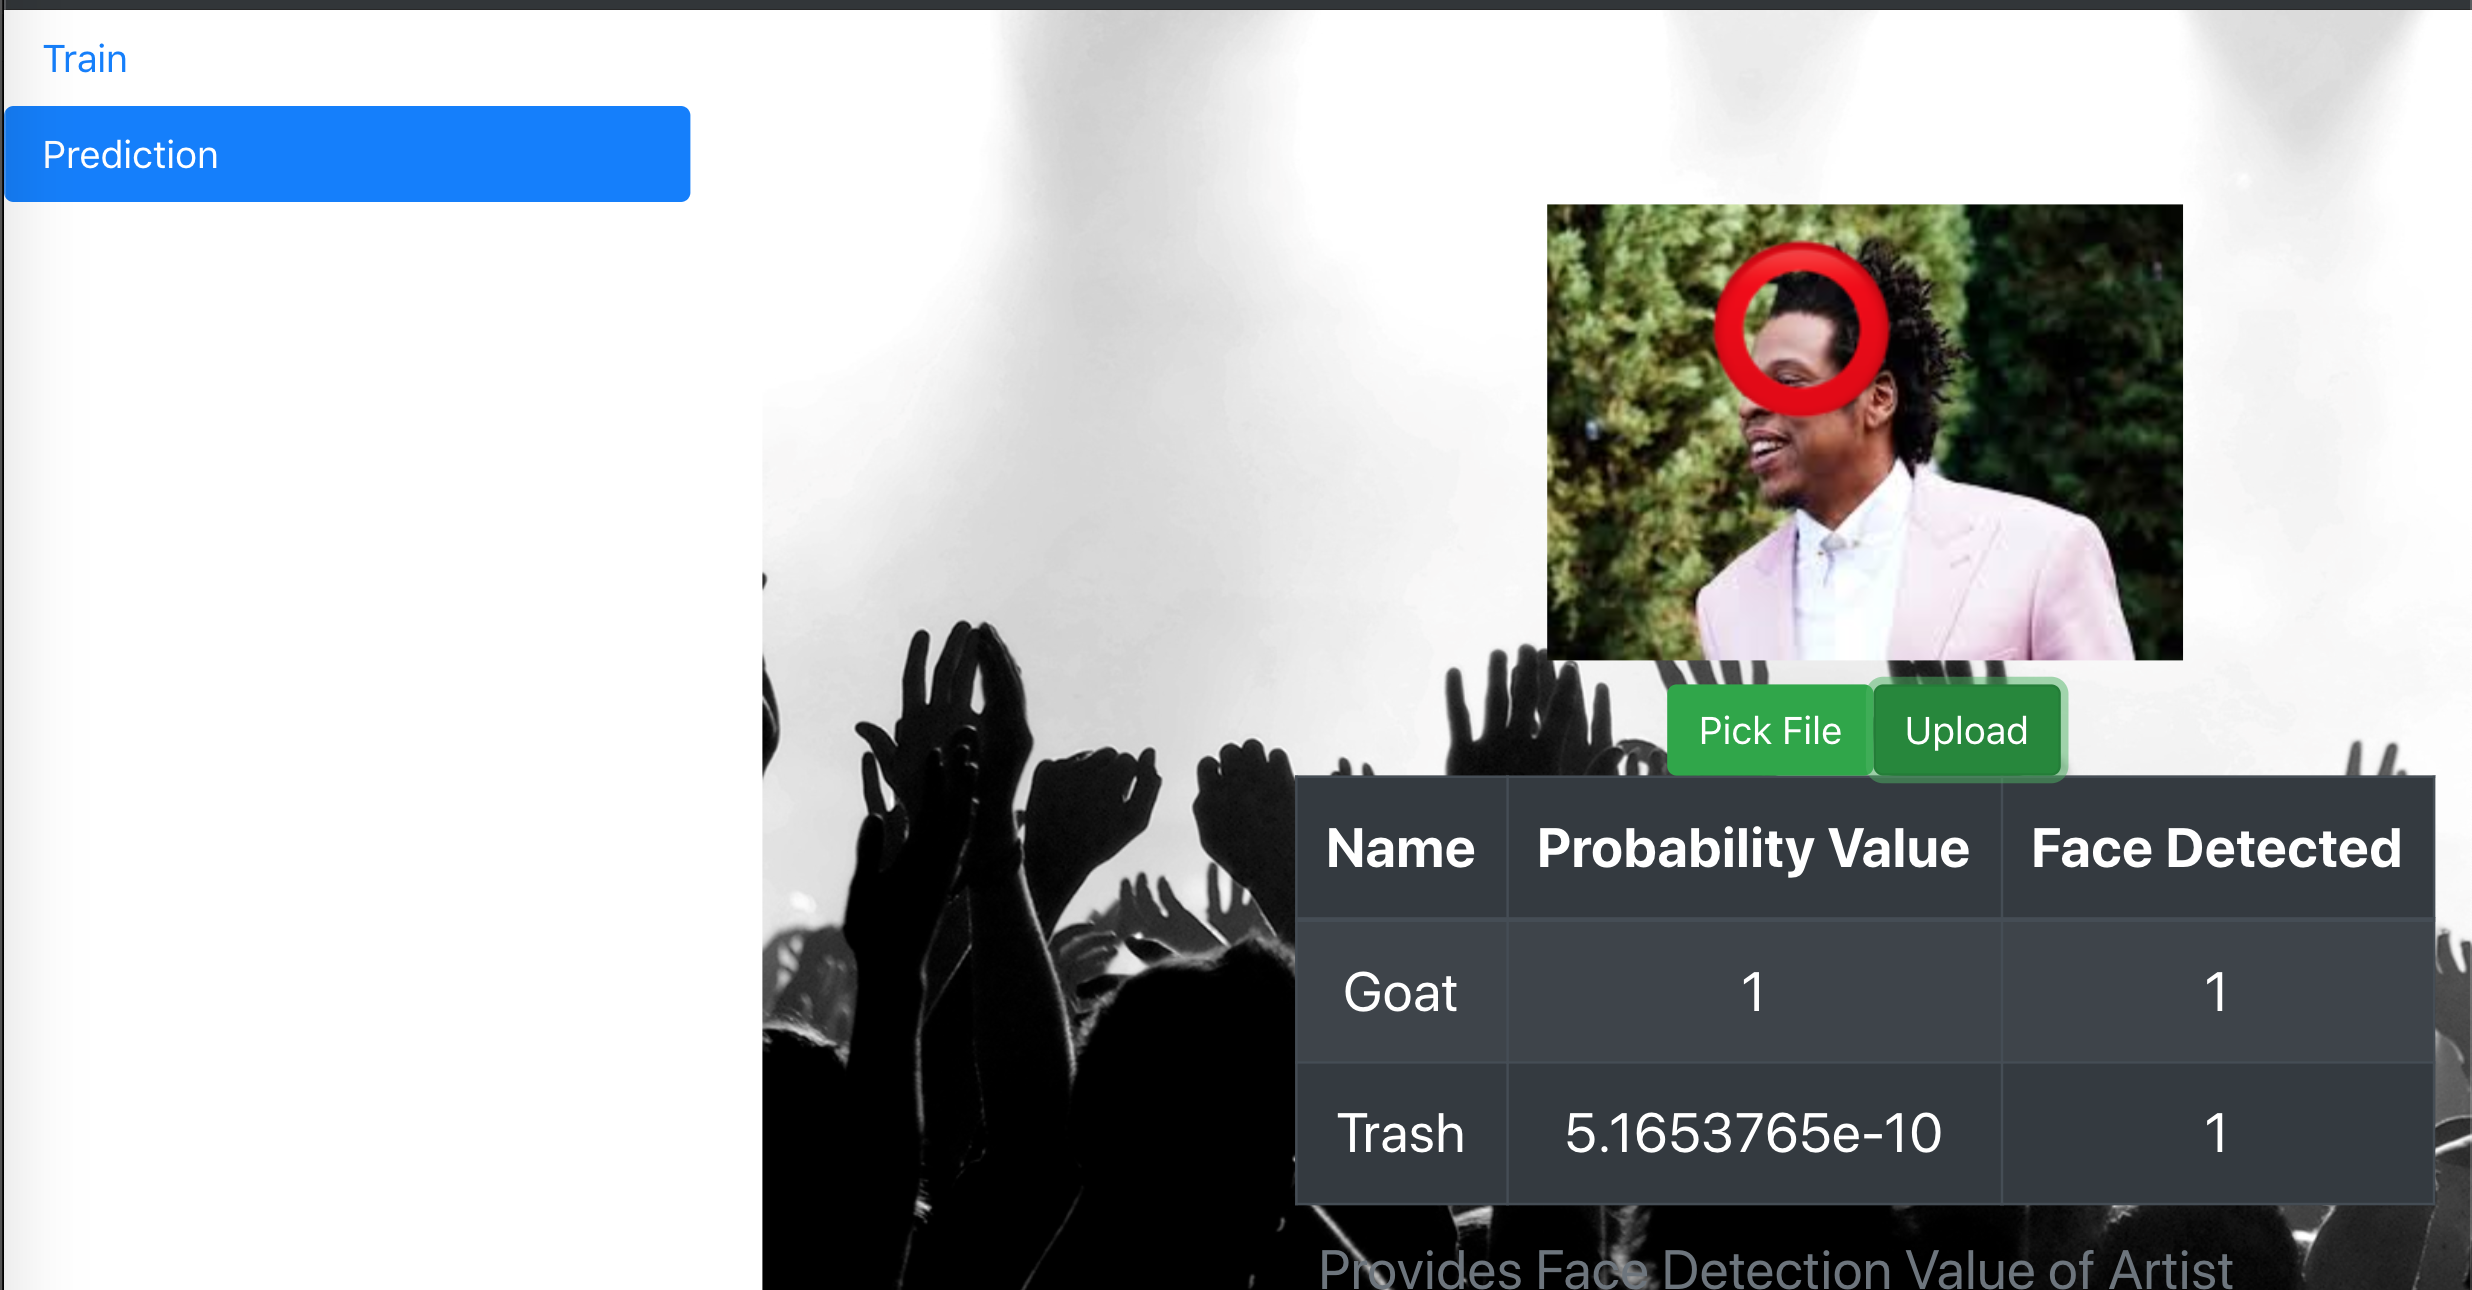 Train
Prediction
Pick File Upload
Name Probability Value Face Detected
Goat 1 1
Trash 5.1653765e-10 1
Provides Face Detection Value of Artist